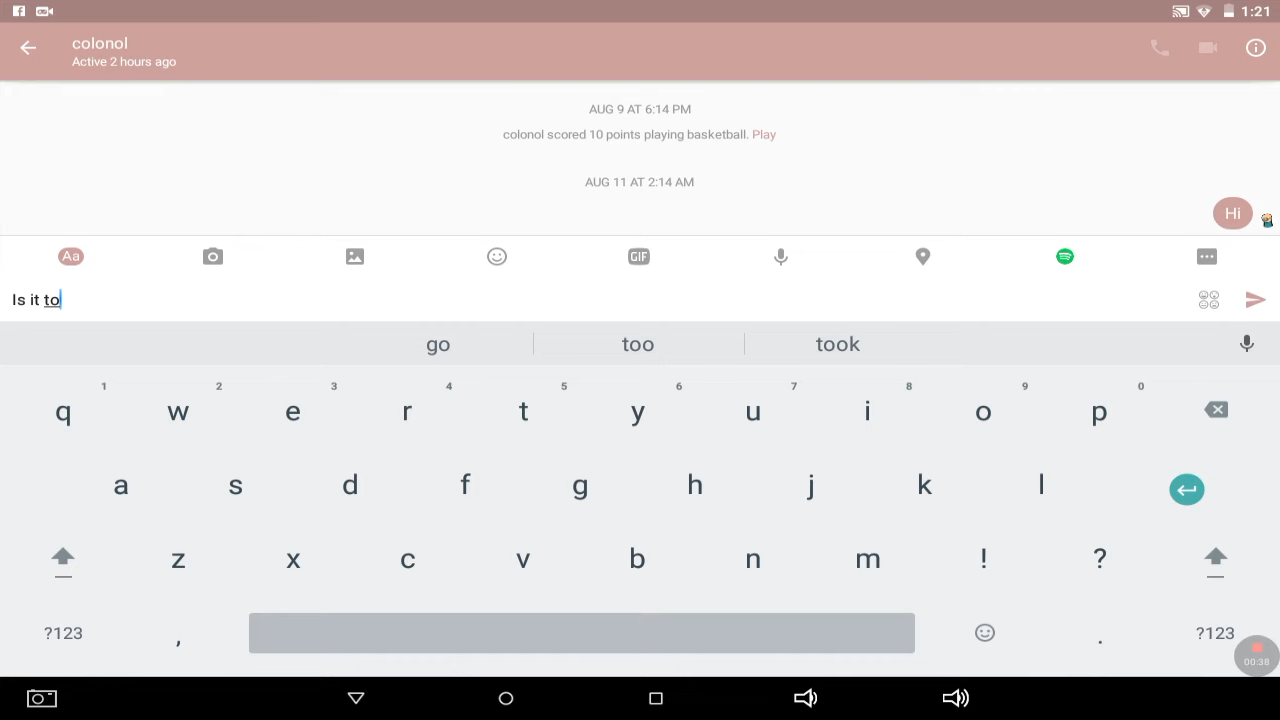 1:21
colonol
Active 2 hours ago
AUG 9 AT 6:14 PM
colonol scored 10 points playing basketball. Play
AUG 11 AT 2:14 AM
Hi
Aa
GIF
Is it to
go too took
1 2 3 4 5 6 7 8 9 0
q w e r t y u i o p
a s d f g h j k l
z x c v b n m ! ?
?123 , . ?123
00:38